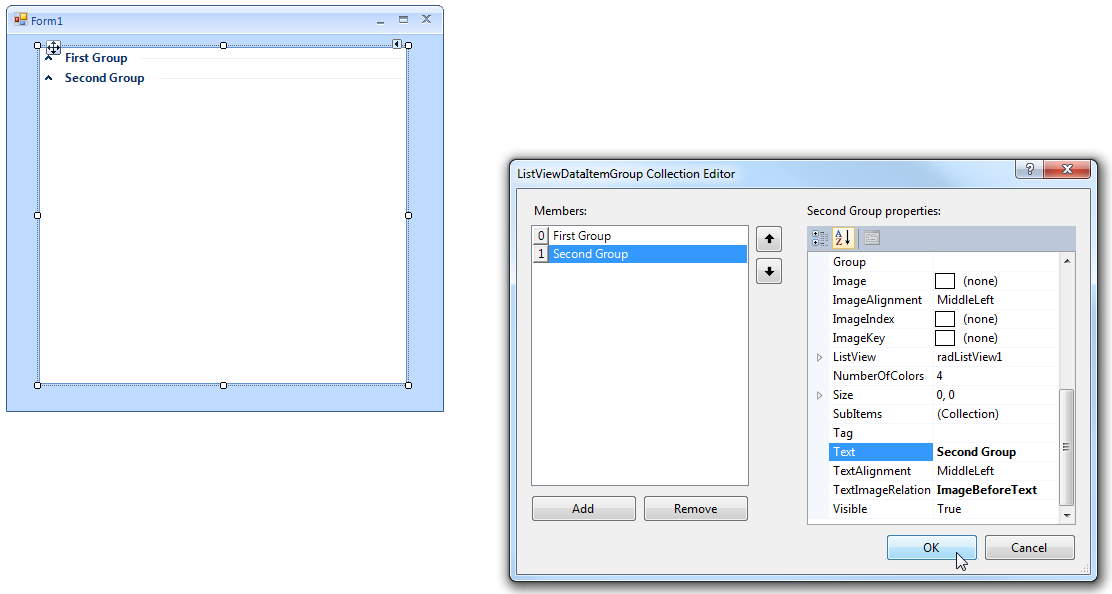 Form1
First Group
Second Group
ListViewDataItemGroup Collection Editor
?
Members:
0 First Group
1 Second Group
Add
Remove
Second Group properties:
A
Z
Group
Image (none)
ImageAlignment MiddleLeft
ImageIndex (none)
ImageKey (none)
ListView radListView1
NumberOfColors 4
Size 0, 0
SubItems (Collection)
Tag
Text Second Group
TextAlignment MiddleLeft
TextImageRelation ImageBeforeText
Visible True
OK
Cancel